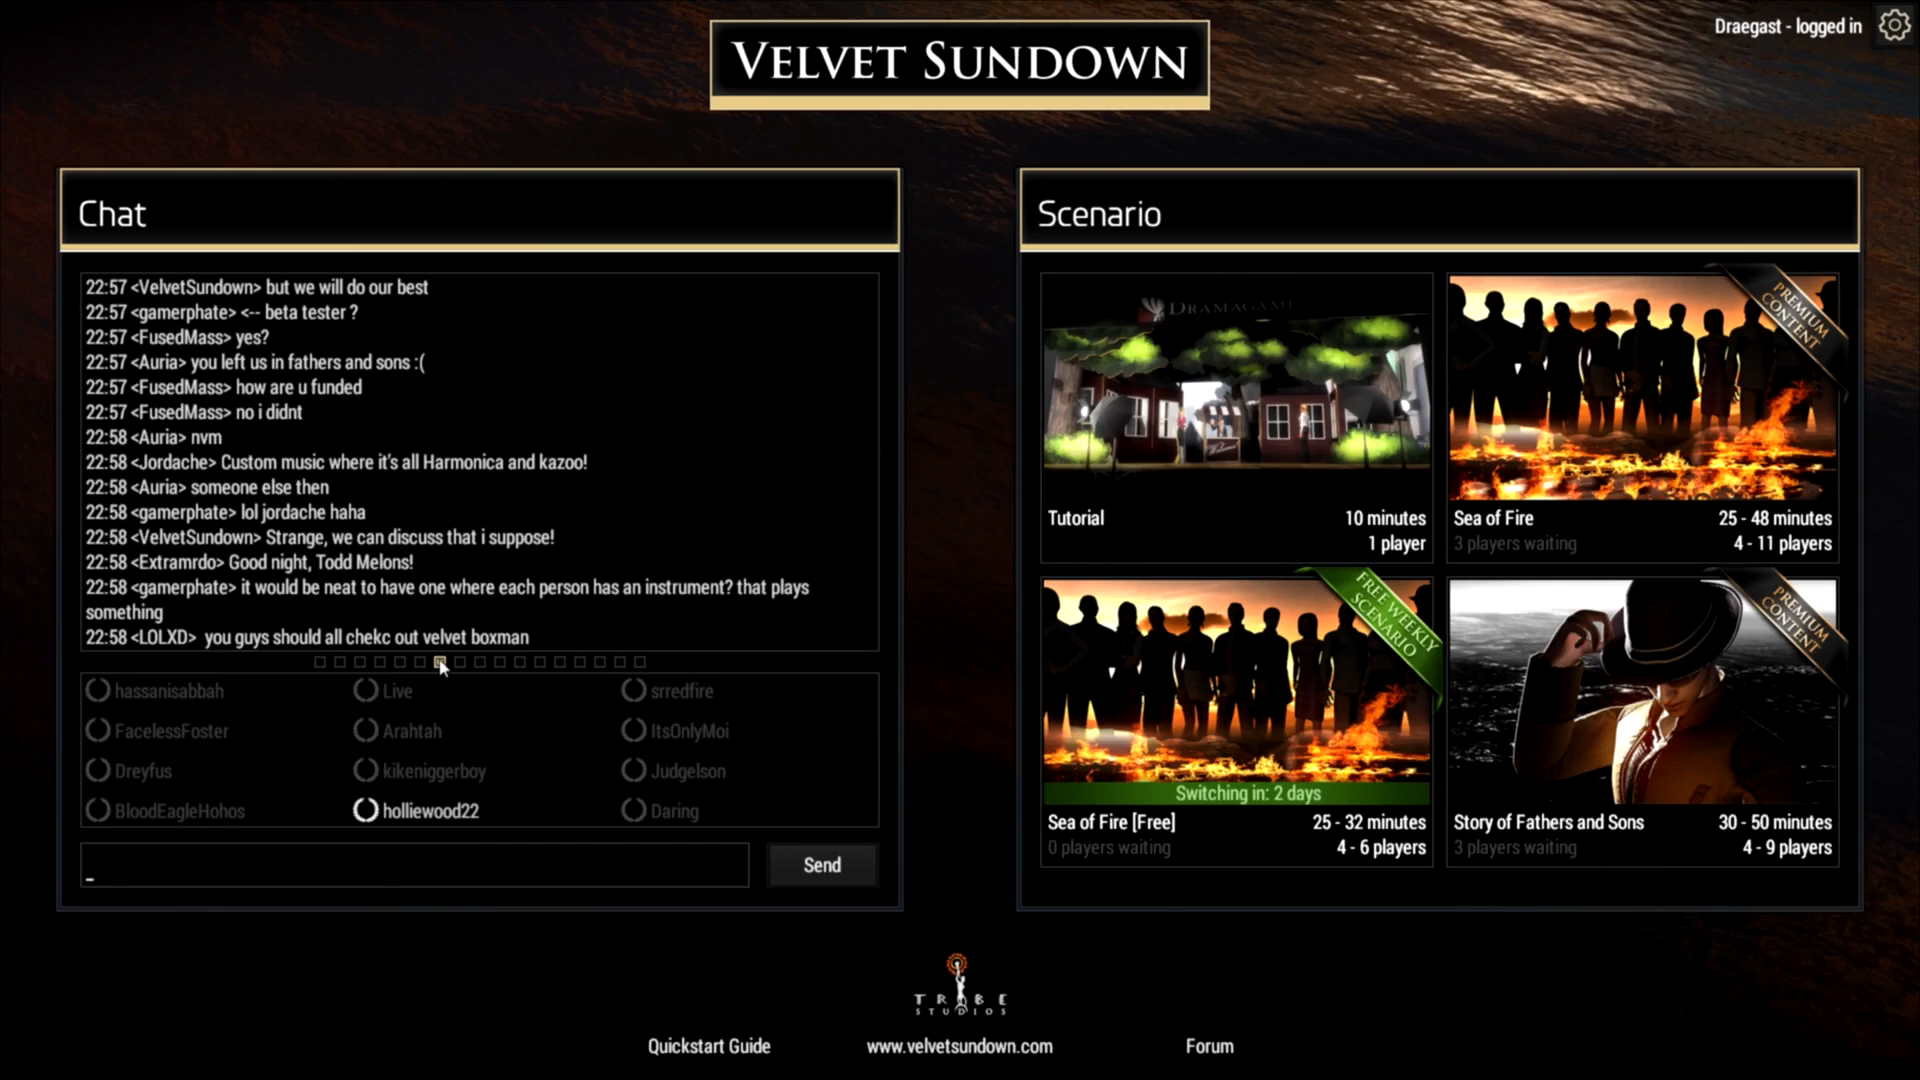 Draegast - logged in
VELVET SUNDOWN
Chat
22:57 <VelvetSundown> but we will do our best
22:57 <gamerphate> <-- beta tester ?
22:57 <FusedMass> yes?
22:57 <Auria> you left us in fathers and sons :(
22:57 <FusedMass> how are u funded
22:57 <FusedMass> no i didnt
22:58 <Auria> nvm
22:58 <Jordache> Custom music where it's all Harmonica and kazoo!
22:58 <Auria> someone else then
22:58 <gamerphate> lol jordache haha
22:58 <VelvetSundown> Strange, we can discuss that i suppose!
22:58 <Extramrdo> Good night, Todd Melons!
22:58 <gamerphate> it would be neat to have one where each person has an instrument? that plays
something
22:58 <LOLXD> you guys should all chekc out velvet boxman
hassanisabbah Live srredfire
FacelessFoster Arahtah ItsOnlyMoi
Dreyfus kikeniggerboy Judgelson
BloodEagleHohos holliewood22 Daring
_
Send
Scenario
DRAMAGAME
Tutorial 10 minutes
1 player
PREMIUM
CONTENT
Sea of Fire 25 - 48 minutes
3 players waiting 4 - 11 players
FREE WEEKLY
SCENARIO
Switching in: 2 days
Sea of Fire [Free] 25 - 32 minutes
0 players waiting 4 - 6 players
PREMIUM
CONTENT
Story of Fathers and Sons 30 - 50 minutes
3 players waiting 4 - 9 players
TRIBE
STUDIOS
Quickstart Guide www.velvetsundown.com Forum